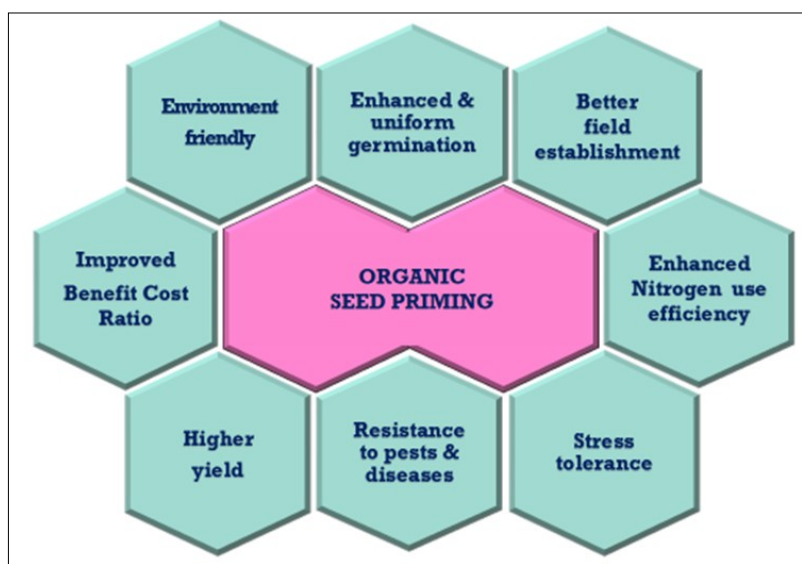 Environment
friendly
Enhanced &
uniform
germination
Better
field
establishment
Improved
Benefit Cost
Ratio
ORGANIC
SEED PRIMING
Enhanced
Nitrogen use
efficiency
Higher
yield
Resistance
to pests &
diseases
Stress
tolerance